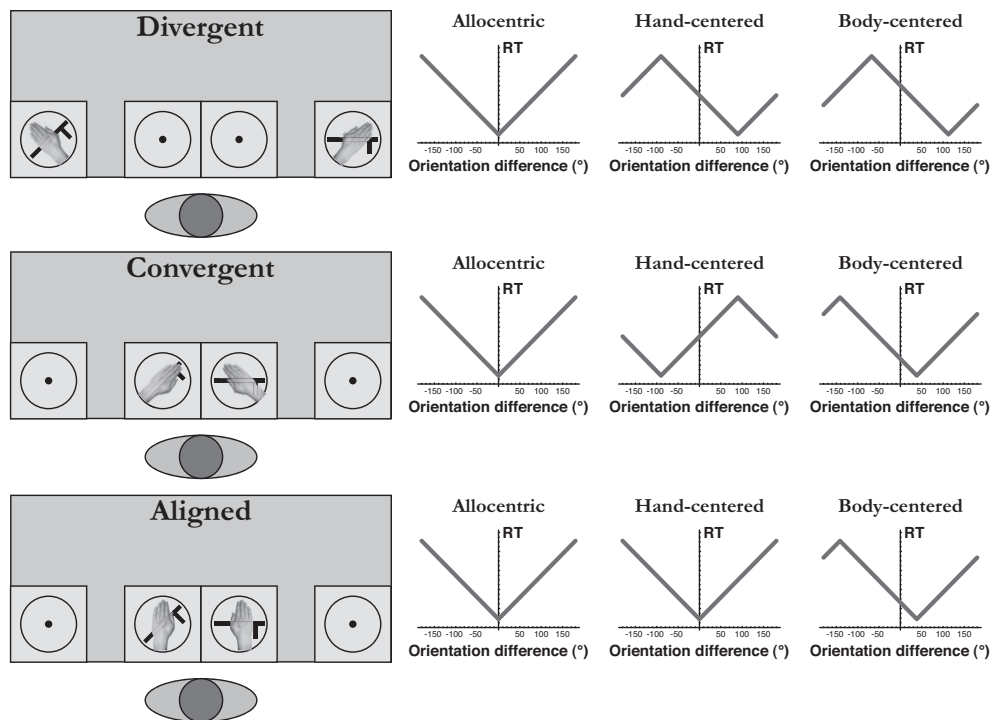 Divergent
Allocentric Hand-centered Body-centered
RT RT RT
-150 -100 -50 50 100 150 -150 -100 -50 50 100 150 -150 -100 -50 50 100 150
Orientation difference (°) Orientation difference (°) Orientation difference (°)
Convergent
Allocentric Hand-centered Body-centered
RT RT RT
-150 -100 -50 50 100 150 -150 -100 -50 50 100 150 -150 -100 -50 50 100 150
Orientation difference (°) Orientation difference (°) Orientation difference (°)
Aligned
Allocentric Hand-centered Body-centered
RT RT RT
-150 -100 -50 50 100 150 -150 -100 -50 50 100 150 -150 -100 -50 50 100 150
Orientation difference (°) Orientation difference (°) Orientation difference (°)